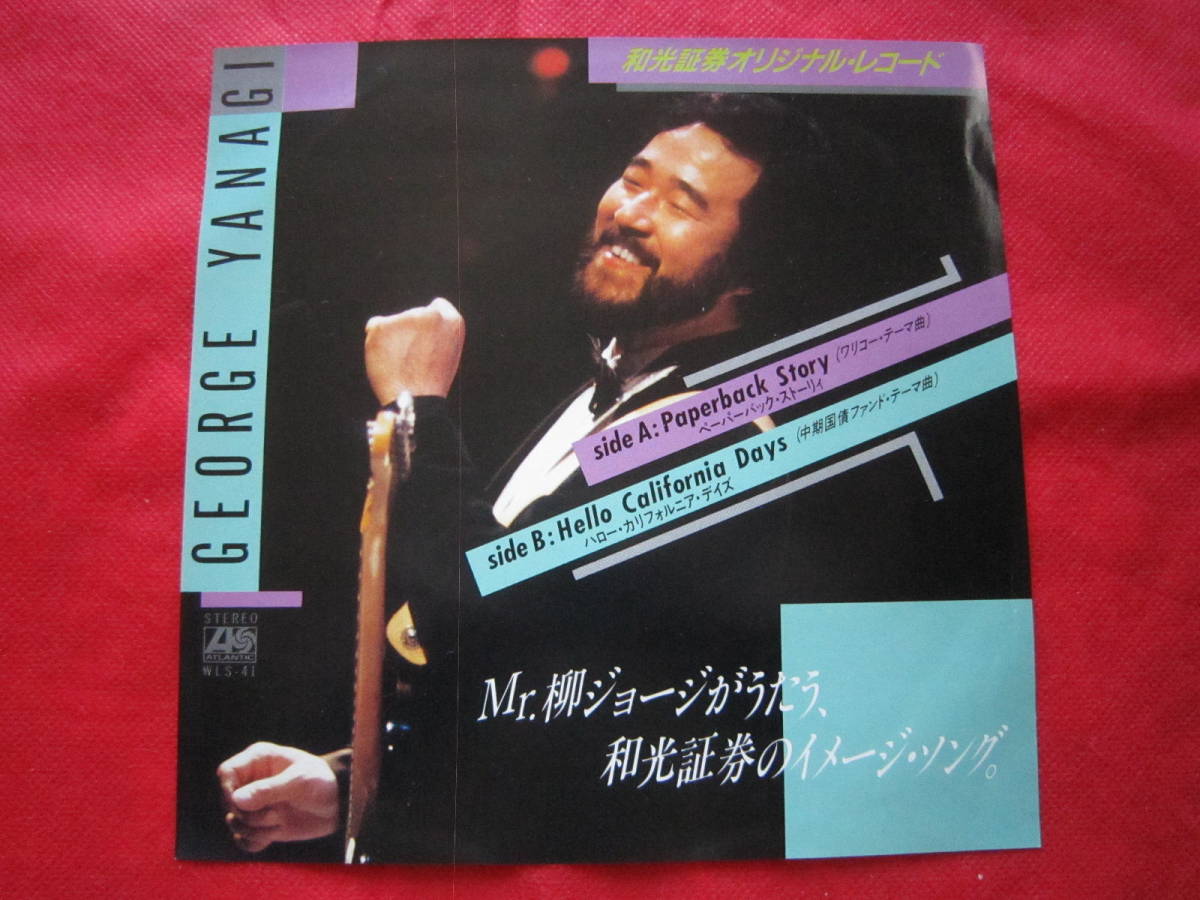 和光証券オリジナル・レコード
GEORGE YANAGI
side A: Paperback Story (ワリコー・テーマ曲)
ペーパーバック・ストーリィ
side B: Hello California Days (中期国債ファンド・テーマ曲)
ハロー・カリフォルニア・デイズ
STEREO
ATLANTIC
WLS-41
Mr.柳ジョージがうたう、
和光証券のイメージ・ソング。